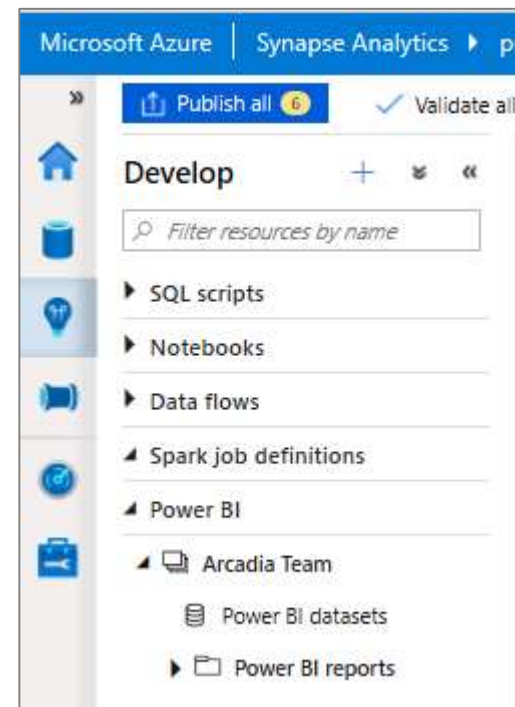 Microsoft Azure Synapse Analytics p
Publish all 6 Validate all
Develop
Filter resources by name
SQL scripts
Notebooks
Data flows
Spark job definitions
Power BI
Arcadia Team
Power BI datasets
Power BI reports